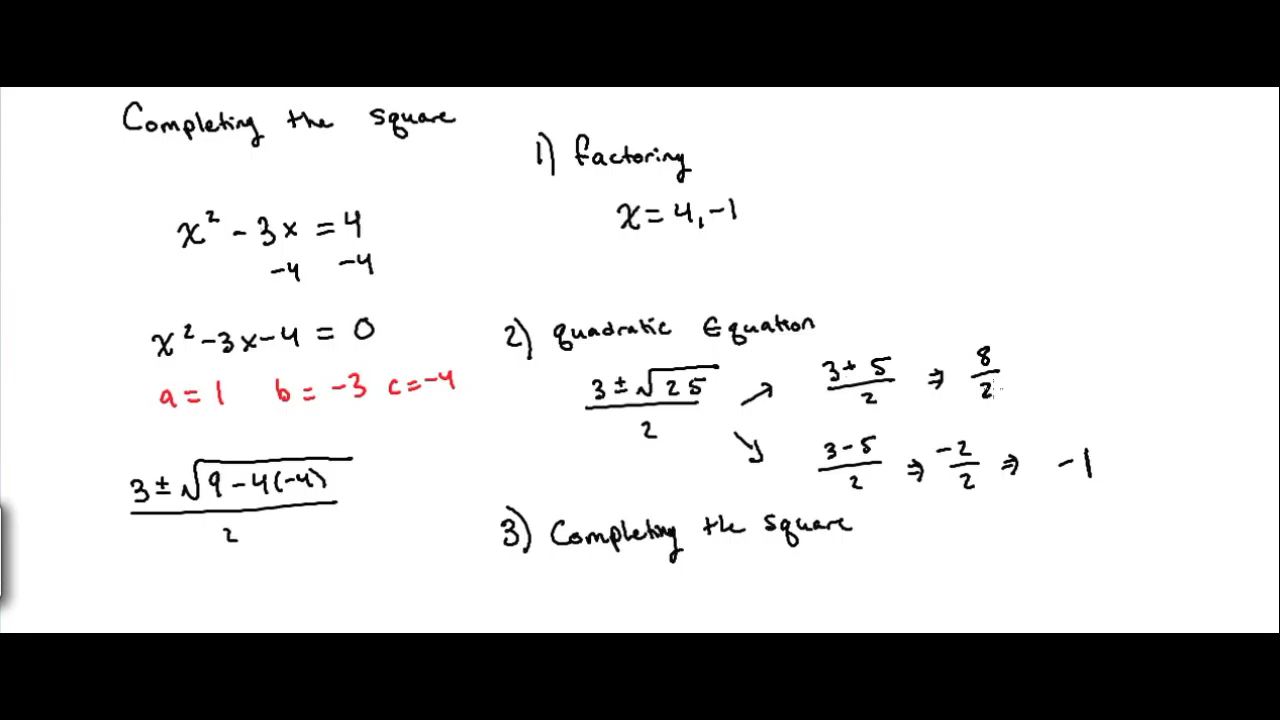 Completing the square
x² - 3x = 4
-4 -4
x² - 3x - 4 = 0
a = 1 b = -3 c = -4
3 ± √9 - 4(-4)
2
1) factoring
x = 4, -1
2) quadratic Equation
3 ± √25
2
3 + 5 ⇒ 8
2 2
3 - 5 ⇒ -2 ⇒ -1
2 2
3) Completing the square